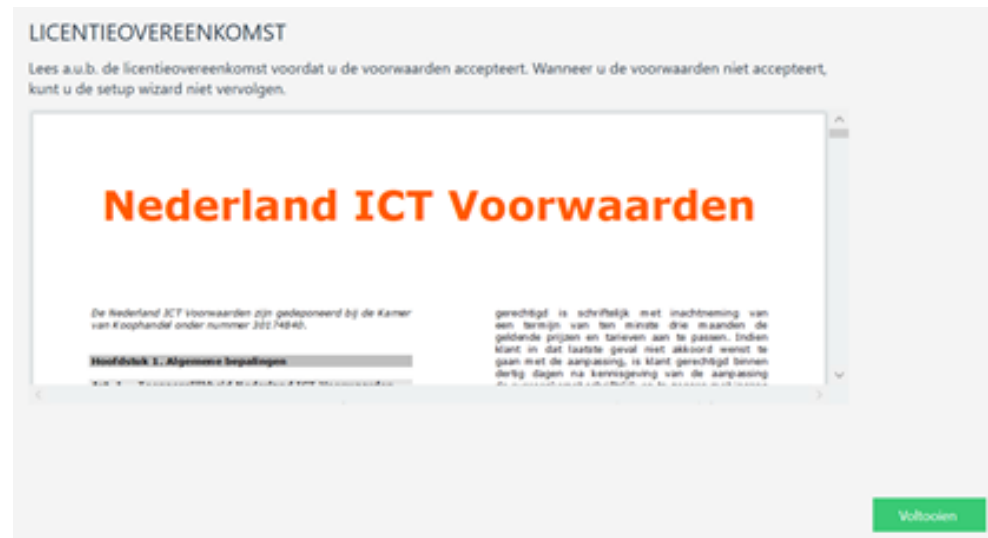 LICENTIEOVEREENKOMST
Lees a.u.b. de licentieovereenkomst voordat u de voorwaarden accepteert. Wanneer u de voorwaarden niet accepteert,
kunt u de setup wizard niet vervolgen.
Nederland ICT Voorwaarden
De Nederland ICT Voorwaarden zijn gedeponeerd bij de Kamer
van Koophandel onder nummer 30174840.
Hoofdstuk 1. Algemene bepalingen
gerechtigd is schriftelijk met inachtneming van
een termijn van ten minste drie maanden de
geldende prijzen en tarieven aan te passen. Indien
klant in dat laatste geval niet akkoord wenst te
gaan met de aanpassing, is klant gerechtigd binnen
dertig dagen na kennisgeving van de aanpassing
Voltooien